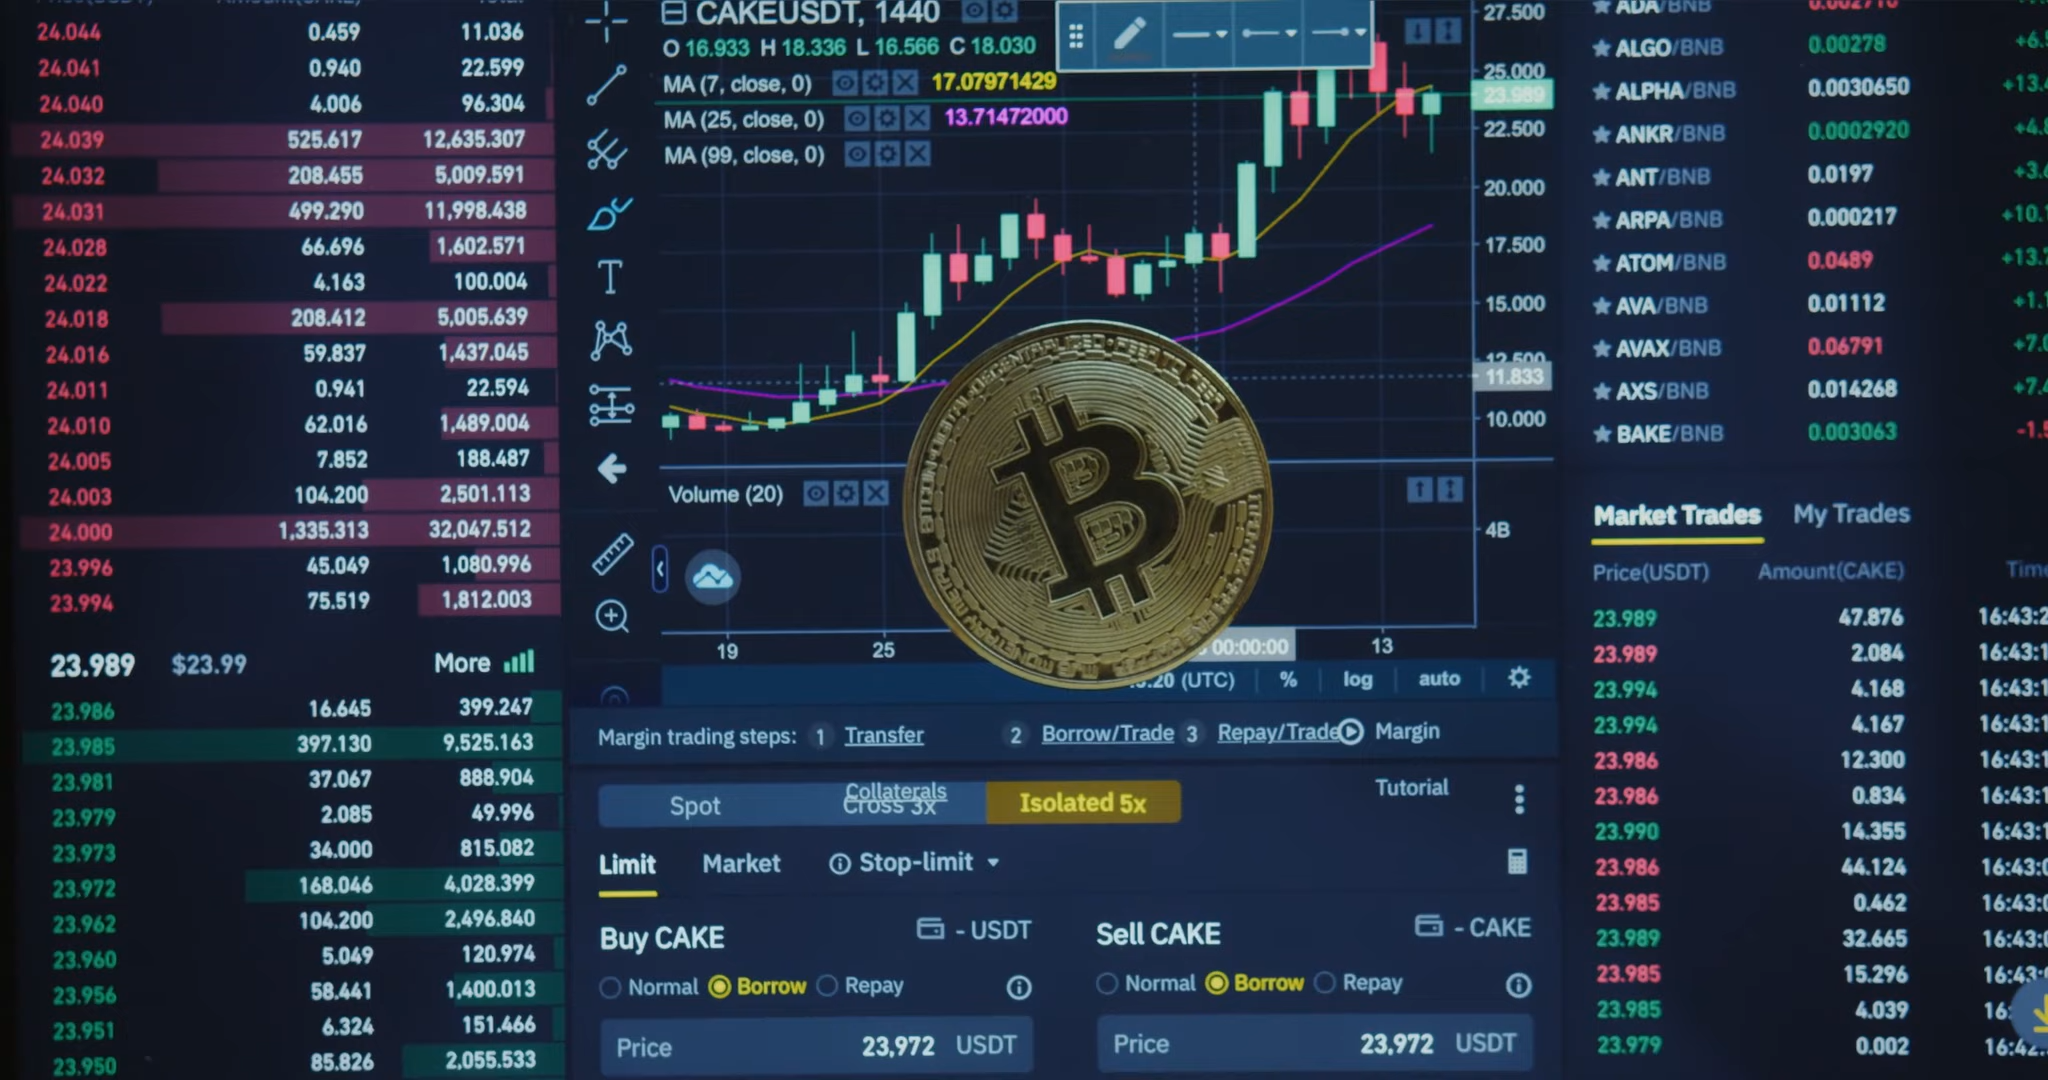 24.044 0.459 11.036
24.041 0.940 22.599
24.040 4.006 96.304
24.039 525.617 12,635.307
24.032 208.455 5,009.591
24.031 499.290 11,998.438
24.028 66.696 1,602.571
24.022 4.163 100.004
24.018 208.412 5,005.639
24.016 59.837 1,437.045
24.011 0.941 22.594
24.010 62.016 1,489.004
24.005 7.852 188.487
24.003 104.200 2,501.113
24.000 1,335.313 32,047.512
23.996 45.049 1,080.996
23.994 75.519 1,812.003
23.989 $23.99 More
23.986 16.645 399.247
23.985 397.130 9,525.163
23.981 37.067 888.904
23.979 2.085 49.996
23.973 34.000 815.082
23.972 168.046 4,028.399
23.962 104.200 2,496.840
23.960 5.049 120.974
23.956 58.441 1,400.013
23.951 6.324 151.466
23.950 85.826 2,055.533
CAKEUSDT, 1440
O 16.933 H 18.336 L 16.566 C 18.030
MA (7, close, 0) 17.07971429
MA (25, close, 0) 13.71472000
MA (99, close, 0)
27.500
25.000
23.989
22.500
20.000
17.500
15.000
12.500
11.833
10.000
Volume (20)
4B
19 25 00:00:00 13
(UTC) % log auto
Margin trading steps: 1 Transfer 2 Borrow/Trade 3 Repay/Trade Margin
Collaterals
Tutorial
Spot Cross 3x Isolated 5x
Limit Market Stop-limit
Buy CAKE - USDT
Normal Borrow Repay
Price 23,972 USDT
Sell CAKE - CAKE
Normal Borrow Repay
Price 23,972 USDT
ADA/BNB
ALGO/BNB 0.00278
ALPHA/BNB 0.0030650
ANKR/BNB 0.0002920
ANT/BNB 0.0197
ARPA/BNB 0.000217
ATOM/BNB 0.0489
AVA/BNB 0.01112
AVAX/BNB 0.06791
AXS/BNB 0.014268
BAKE/BNB 0.003063
Market Trades My Trades
Price(USDT) Amount(CAKE)
23.989 47.876
23.989 2.084
23.994 4.168
23.994 4.167
23.986 12.300
23.986 0.834
23.990 14.355
23.986 44.124
23.985 0.462
23.989 32.665
23.985 15.296
23.985 4.039
23.979 0.002